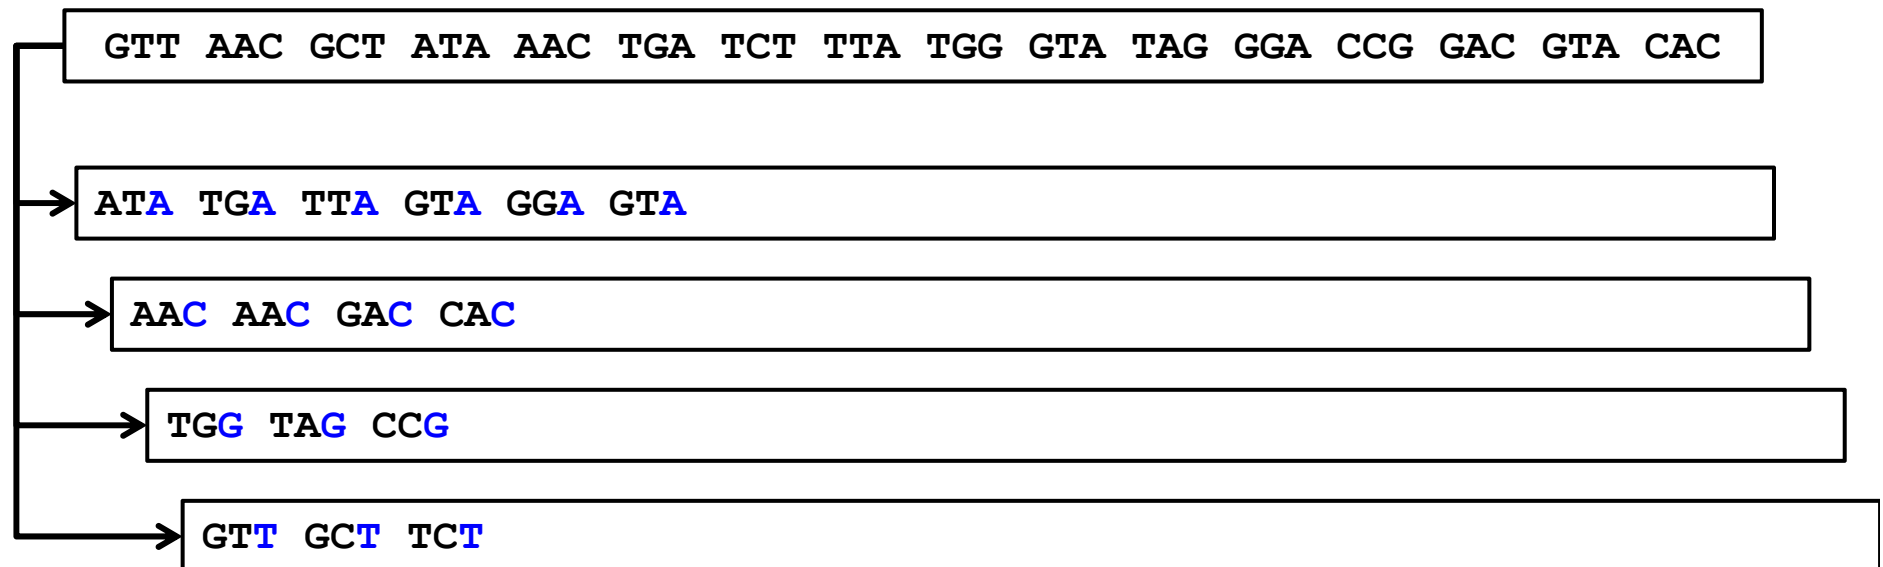 GTT AAC GCT ATA AAC TGA TCT TTA TGG GTA TAG GGA CCG GAC GTA CAC
ATA TGA TTA GTA GGA GTA
AAC AAC GAC CAC
TGG TAG CCG
GTT GCT TCT